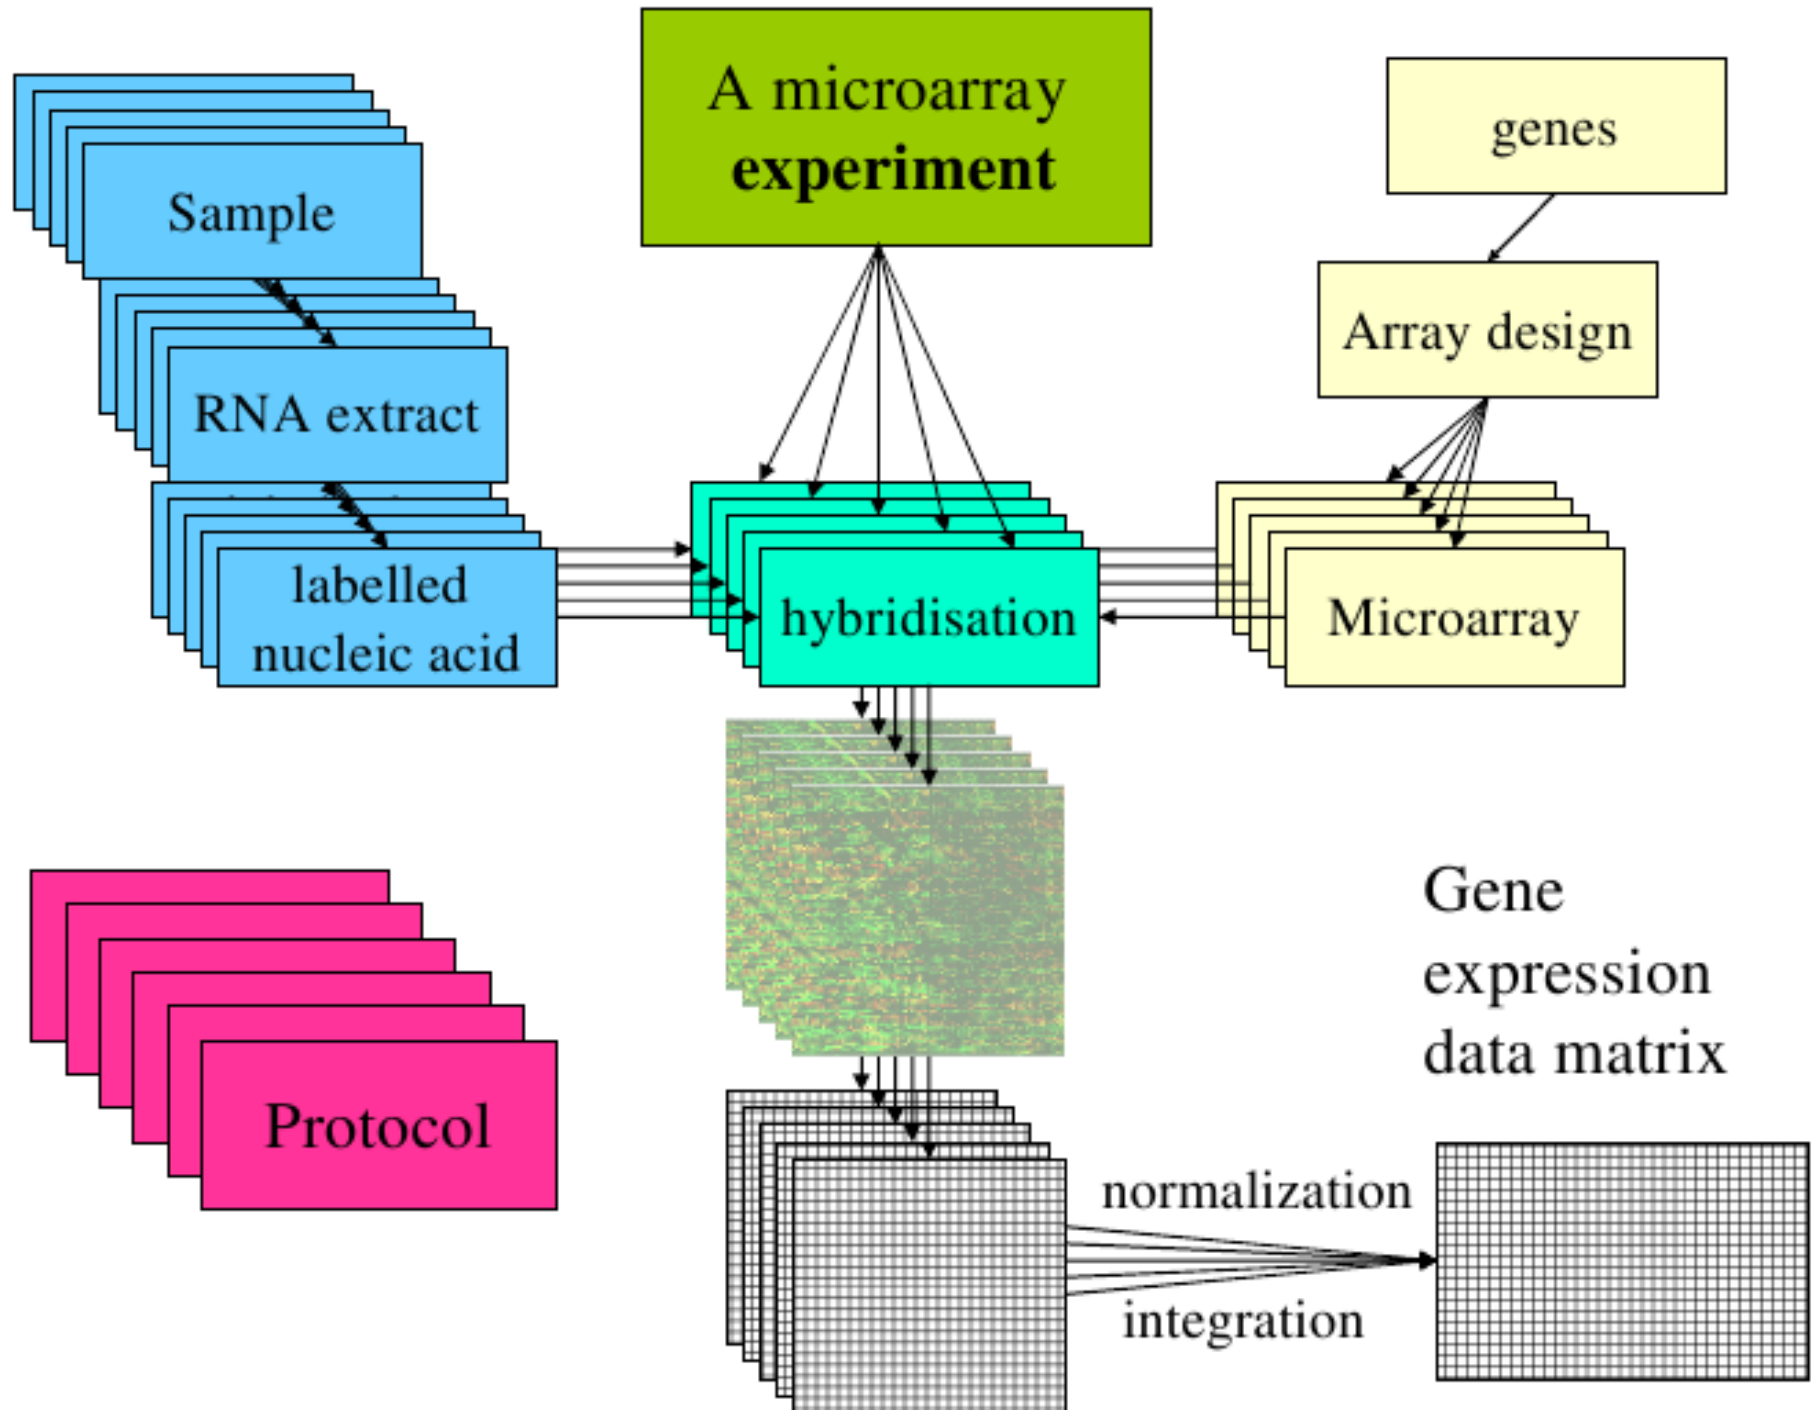 A microarray
experiment
genes
Sample
Array design
RNA extract
labelled
nucleic acid
hybridisation
Microarray
Gene
expression
data matrix
Protocol
normalization
integration